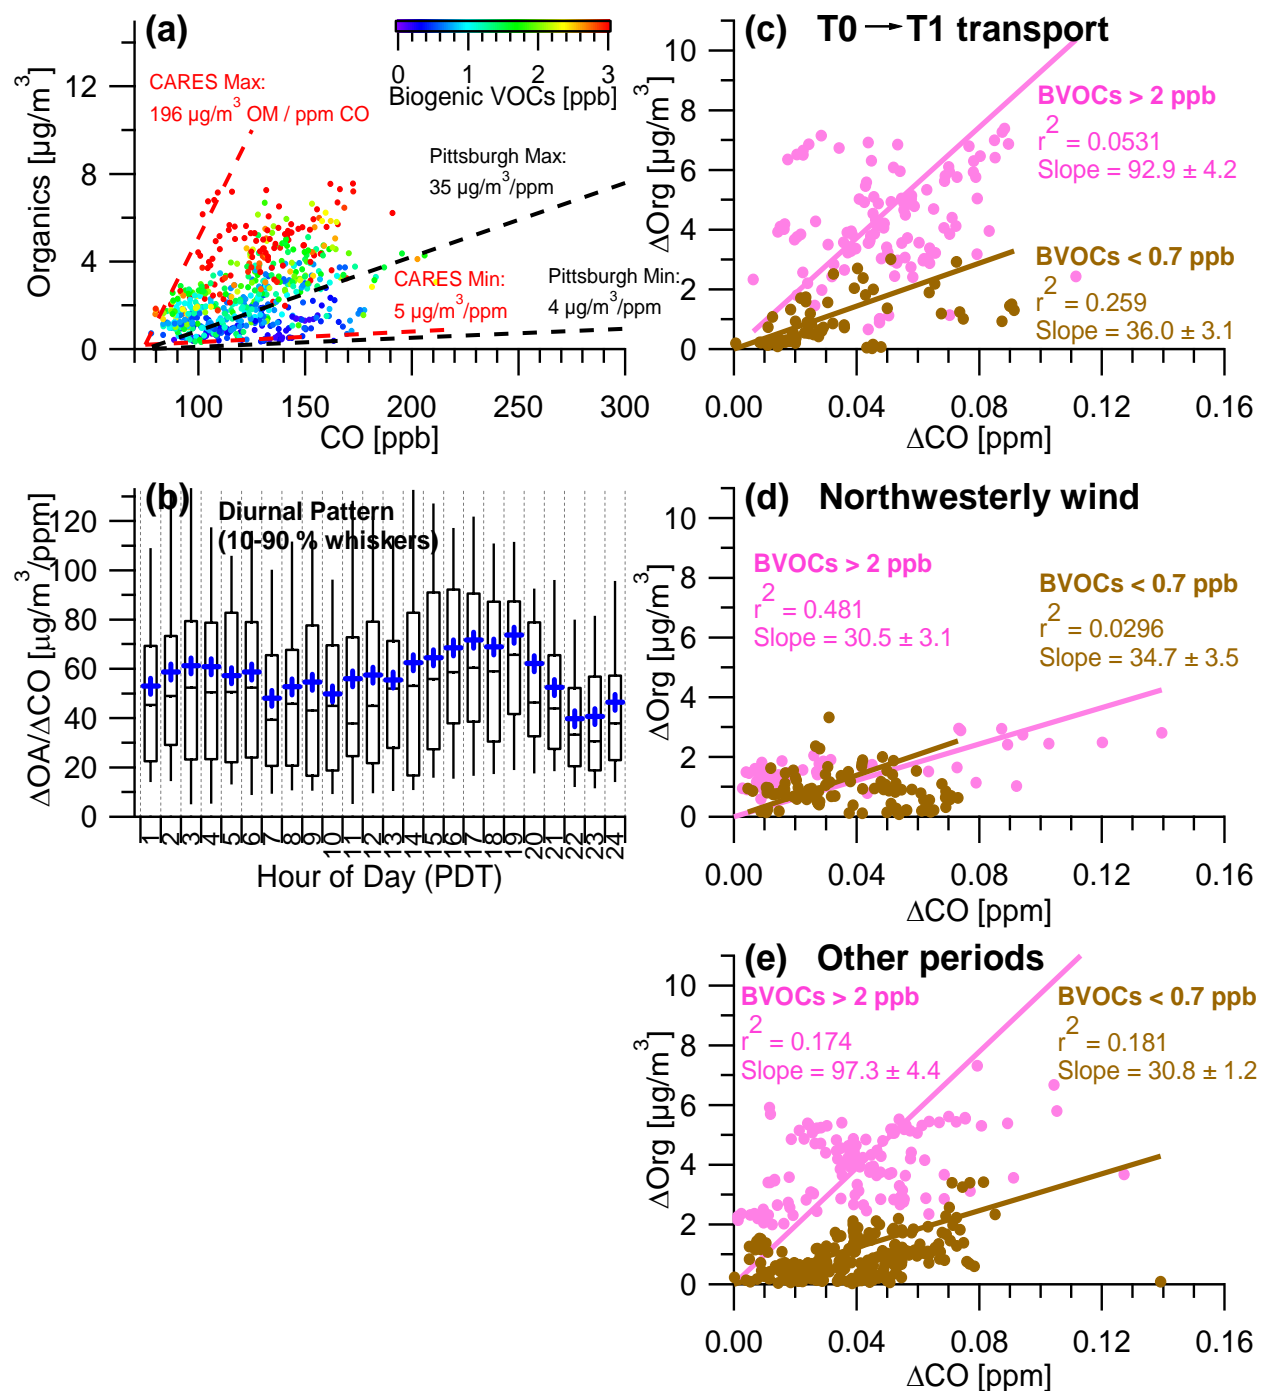 (a)
0 1 2 3
Biogenic VOCs [ppb]
CARES Max:
196 µg/m³ OM / ppm CO
Pittsburgh Max:
35 µg/m³/ppm
CARES Min:
5 µg/m³/ppm
Pittsburgh Min:
4 µg/m³/ppm
Organics [µg/m³]
12
8
4
0
100 150 200 250 300
CO [ppb]
(b)
Diurnal Pattern
(10-90 % whiskers)
ΔOA/ΔCO [µg/m³/ppm]
120
100
80
60
40
20
0
1 2 3 4 5 6 7 8 9 10 11 12 13 14 15 16 17 18 19 20 21 22 23 24
Hour of Day (PDT)
(c) T0 → T1 transport
BVOCs > 2 ppb
r² = 0.0531
Slope = 92.9 ± 4.2
BVOCs < 0.7 ppb
r² = 0.259
Slope = 36.0 ± 3.1
ΔOrg [µg/m³]
10
8
6
4
2
0
0.00 0.04 0.08 0.12 0.16
ΔCO [ppm]
(d) Northwesterly wind
BVOCs > 2 ppb
r² = 0.481
Slope = 30.5 ± 3.1
BVOCs < 0.7 ppb
r² = 0.0296
Slope = 34.7 ± 3.5
ΔOrg [µg/m³]
10
8
6
4
2
0
0.00 0.04 0.08 0.12 0.16
ΔCO [ppm]
(e) Other periods
BVOCs > 2 ppb
r² = 0.174
Slope = 97.3 ± 4.4
BVOCs < 0.7 ppb
r² = 0.181
Slope = 30.8 ± 1.2
ΔOrg [µg/m³]
10
8
6
4
2
0
0.00 0.04 0.08 0.12 0.16
ΔCO [ppm]